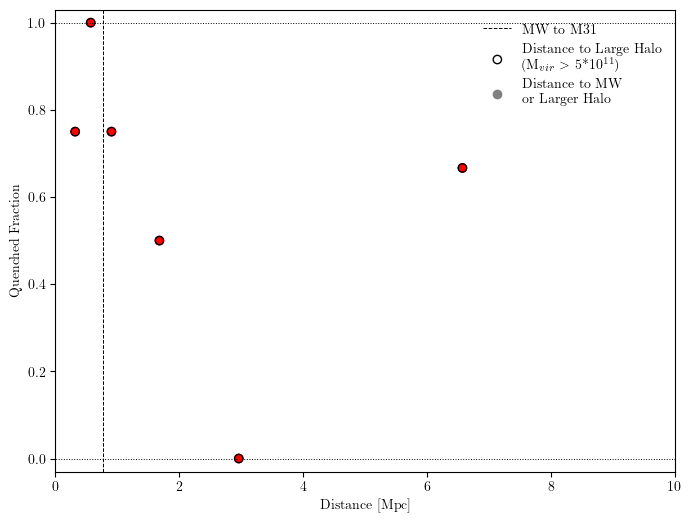 1.0
0.8
0.6
0.4
0.2
0.0
Quenched Fraction
MW to M31
Distance to Large Halo
(M$_{vir}$ > 5*10$^{11}$)
Distance to MW
or Larger Halo
0 2 4 6 8 10
Distance [Mpc]